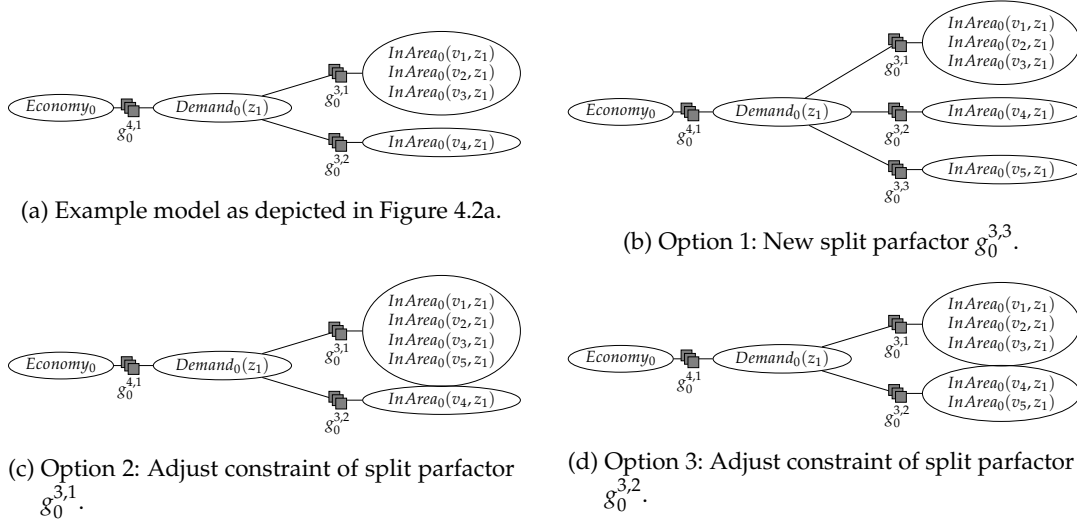 Economy₀
g₀^{4,1}
Demand₀(z₁)
g₀^{3,1}
InArea₀(v₁, z₁)
InArea₀(v₂, z₁)
InArea₀(v₃, z₁)
g₀^{3,2}
InArea₀(v₄, z₁)
(a) Example model as depicted in Figure 4.2a.
Economy₀
g₀^{4,1}
Demand₀(z₁)
g₀^{3,1}
InArea₀(v₁, z₁)
InArea₀(v₂, z₁)
InArea₀(v₃, z₁)
g₀^{3,2}
InArea₀(v₄, z₁)
g₀^{3,3}
InArea₀(v₅, z₁)
(b) Option 1: New split parfactor g₀^{3,3}.
Economy₀
g₀^{4,1}
Demand₀(z₁)
g₀^{3,1}
InArea₀(v₁, z₁)
InArea₀(v₂, z₁)
InArea₀(v₃, z₁)
InArea₀(v₅, z₁)
g₀^{3,2}
InArea₀(v₄, z₁)
(c) Option 2: Adjust constraint of split parfactor
g₀^{3,1}.
Economy₀
g₀^{4,1}
Demand₀(z₁)
g₀^{3,1}
InArea₀(v₁, z₁)
InArea₀(v₂, z₁)
InArea₀(v₃, z₁)
g₀^{3,2}
InArea₀(v₄, z₁)
InArea₀(v₅, z₁)
(d) Option 3: Adjust constraint of split parfactor
g₀^{3,2}.